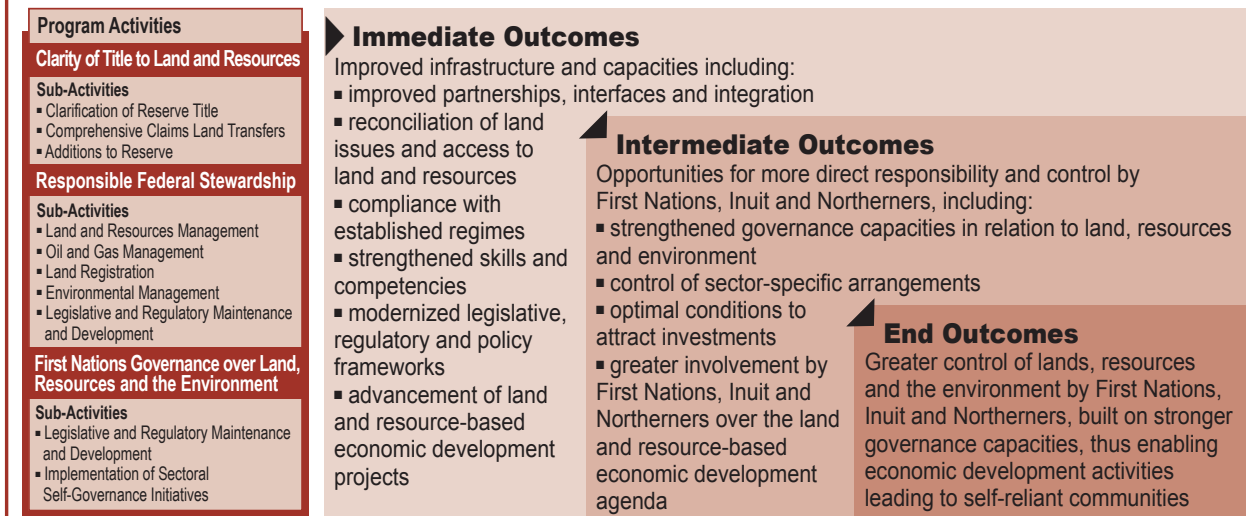 Program Activities
Clarity of Title to Land and Resources
Sub-Activities
▪ Clarification of Reserve Title
▪ Comprehensive Claims Land Transfers
▪ Additions to Reserve
Responsible Federal Stewardship
Sub-Activities
▪ Land and Resources Management
▪ Oil and Gas Management
▪ Land Registration
▪ Environmental Management
▪ Legislative and Regulatory Maintenance
and Development
First Nations Governance over Land,
Resources and the Environment
Sub-Activities
▪ Legislative and Regulatory Maintenance
and Development
▪ Implementation of Sectoral
Self-Governance Initiatives
Immediate Outcomes
Improved infrastructure and capacities including:
▪ improved partnerships, interfaces and integration
▪ reconciliation of land
issues and access to
land and resources
▪ compliance with
established regimes
▪ strengthened skills and
competencies
▪ modernized legislative,
regulatory and policy
frameworks
▪ advancement of land
and resource-based
economic development
projects
Intermediate Outcomes
Opportunities for more direct responsibility and control by
First Nations, Inuit and Northerners, including:
▪ strengthened governance capacities in relation to land, resources
and environment
▪ control of sector-specific arrangements
▪ optimal conditions to
attract investments
▪ greater involvement by
First Nations, Inuit and
Northerners over the land
and resource-based
economic development
agenda
End Outcomes
Greater control of lands, resources
and the environment by First Nations,
Inuit and Northerners, built on stronger
governance capacities, thus enabling
economic development activities
leading to self-reliant communities